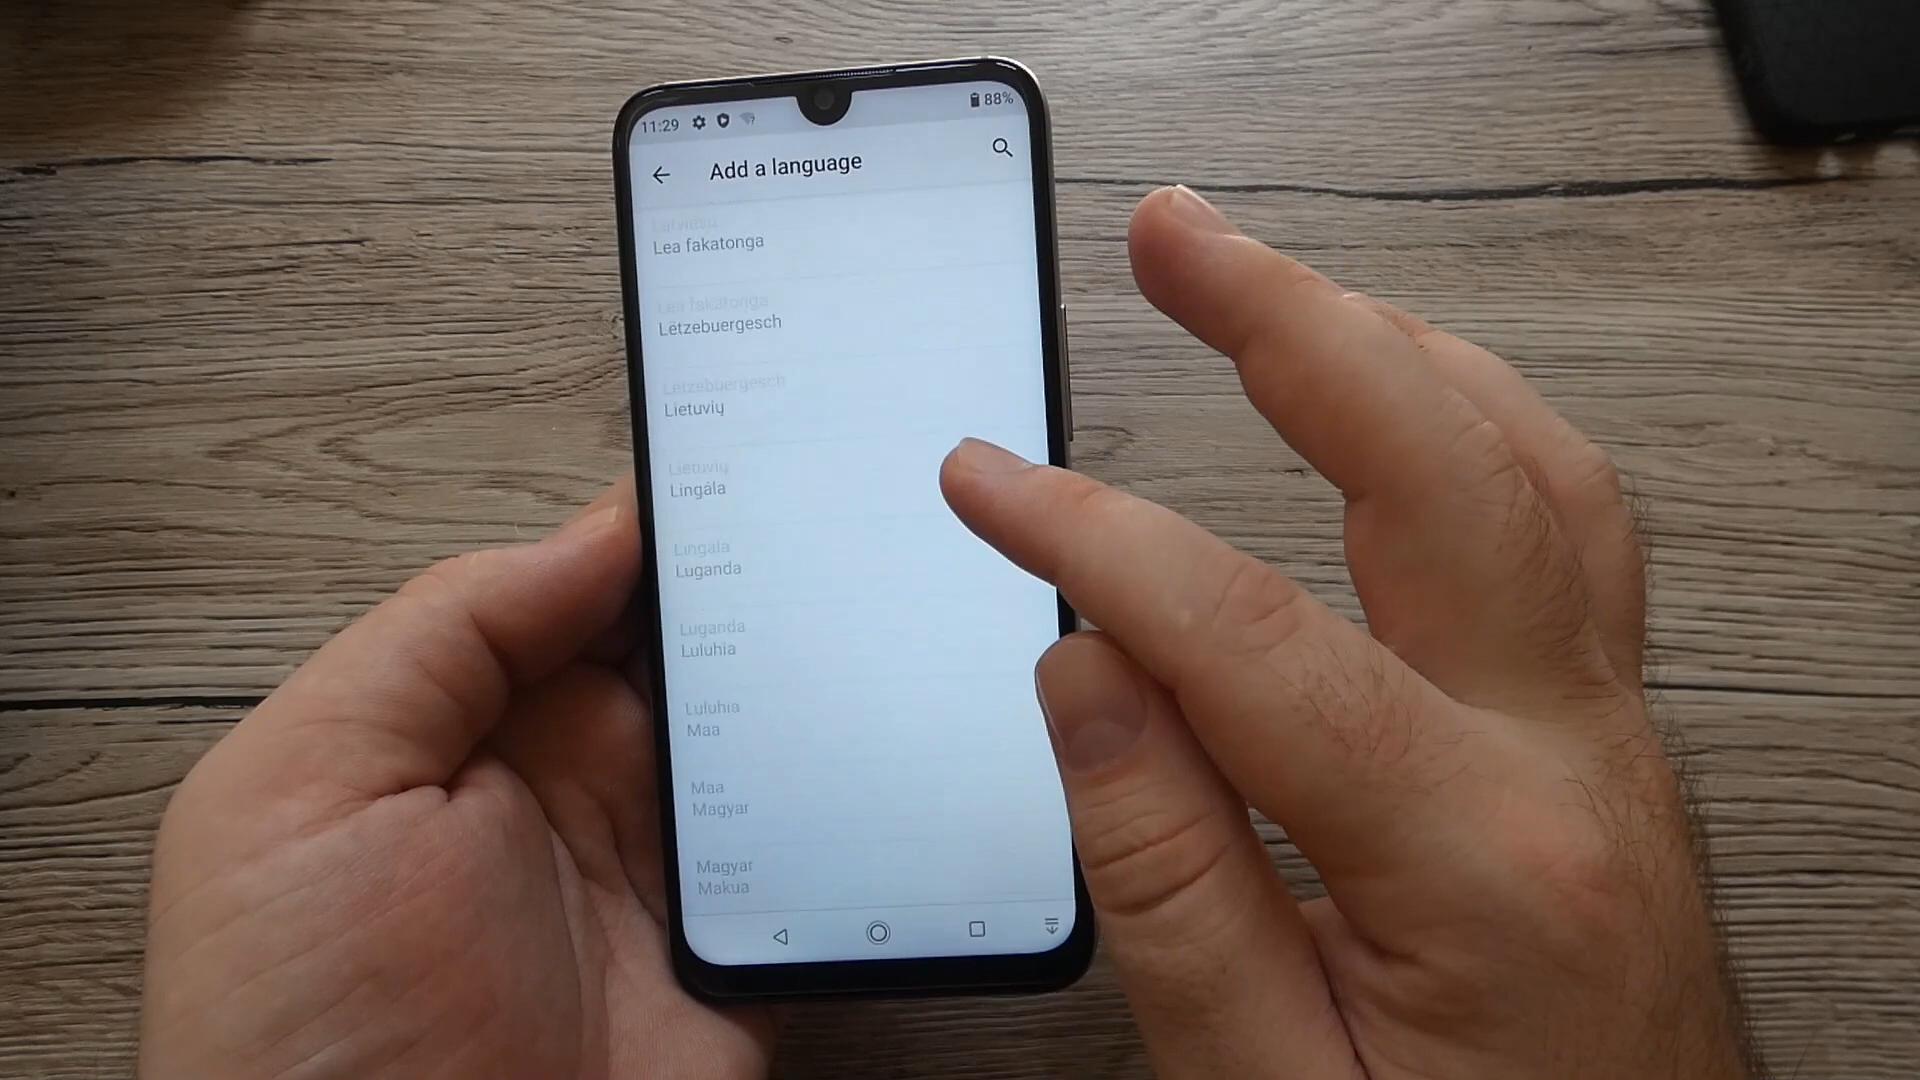 11:29
88%
Add a language
Latviešu
Lea fakatonga
Lea fakatonga
Lëtzebuergesch
Lëtzebuergesch
Lietuvių
Lietuvių
Lingála
Lingála
Luganda
Luganda
Luluhia
Luluhia
Maa
Maa
Magyar
Magyar
Makua